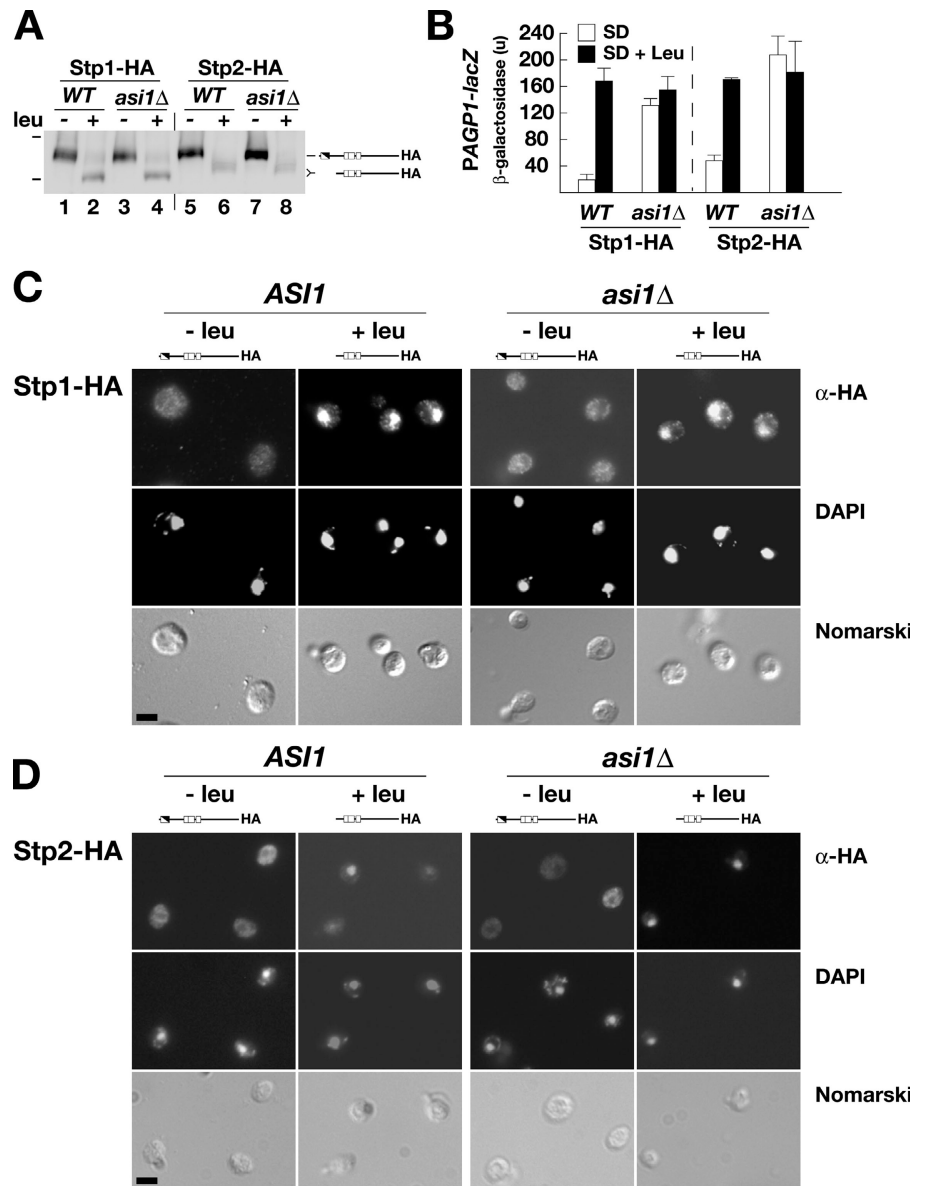 A
Stp1-HA Stp2-HA
WT asi1Δ WT asi1Δ
leu - + - + - + - +
HA
HA
1 2 3 4 5 6 7 8
B
PAGP1-lacZ
β-galactosidase (u)
240
200
160
120
80
40
SD
SD + Leu
WT asi1Δ WT asi1Δ
Stp1-HA Stp2-HA
C
ASI1 asi1Δ
- leu + leu - leu + leu
HA HA HA HA
Stp1-HA
α-HA
DAPI
Nomarski
D
ASI1 asi1Δ
- leu + leu - leu + leu
HA HA HA HA
Stp2-HA
α-HA
DAPI
Nomarski